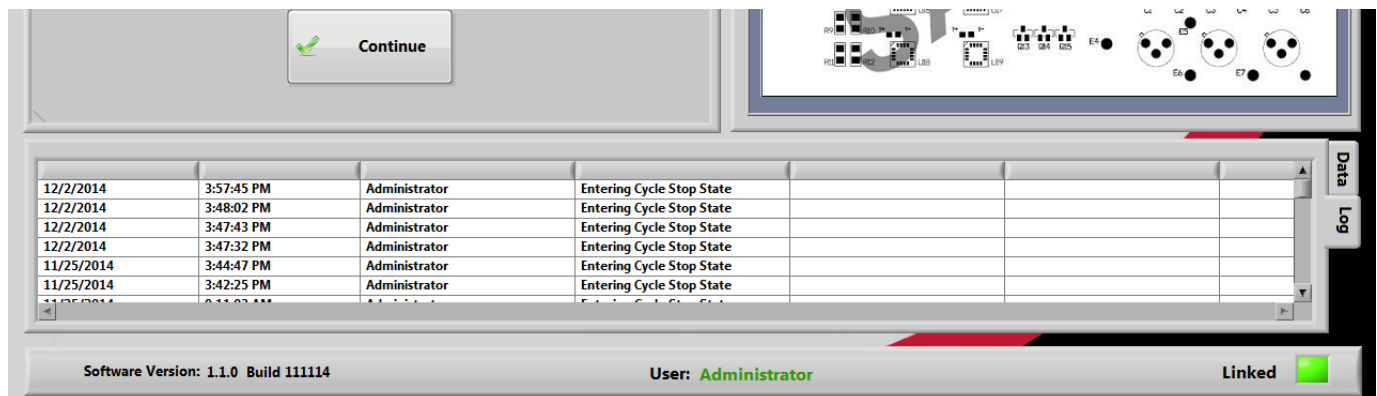 Continue
R9 R10 T+ T- T+ T- Q13 Q14 Q15 E4 E5
R11 R12 U18 U19 E6 E7
Data
Log
12/2/2014 3:57:45 PM Administrator Entering Cycle Stop State
12/2/2014 3:48:02 PM Administrator Entering Cycle Stop State
12/2/2014 3:47:43 PM Administrator Entering Cycle Stop State
12/2/2014 3:47:32 PM Administrator Entering Cycle Stop State
11/25/2014 3:44:47 PM Administrator Entering Cycle Stop State
11/25/2014 3:42:25 PM Administrator Entering Cycle Stop State
Software Version: 1.1.0 Build 111114 User: Administrator Linked